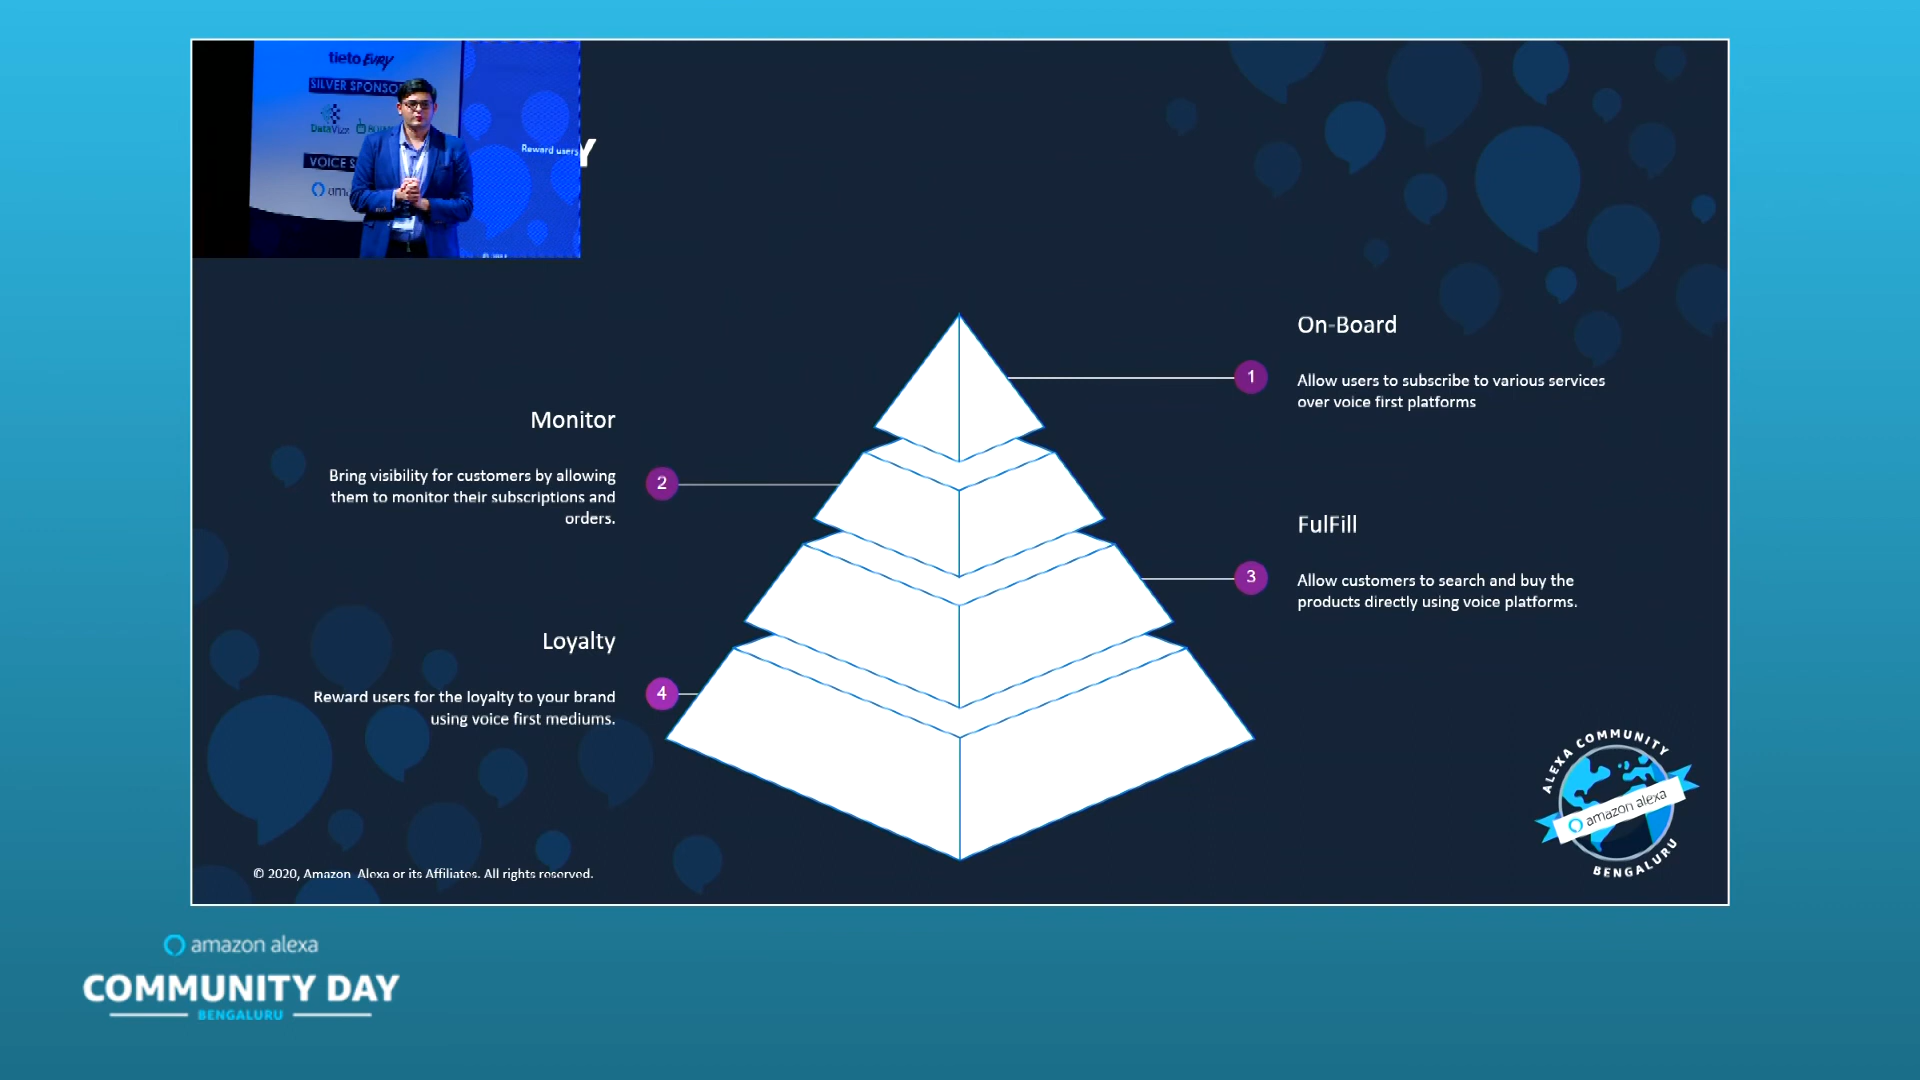 tieto Evry
SILVER SPONSO
DataVizz
VOICE S
am
Reward users
Y
On-Board
1
Allow users to subscribe to various services
over voice first platforms
Monitor
2
Bring visibility for customers by allowing
them to monitor their subscriptions and
orders.
FulFill
3
Allow customers to search and buy the
products directly using voice platforms.
Loyalty
4
Reward users for the loyalty to your brand
using voice first mediums.
ALEXA COMMUNITY
amazon alexa
BENGALURU
© 2020, Amazon Alexa or its Affiliates. All rights reserved.
amazon alexa
COMMUNITY DAY
BENGALURU